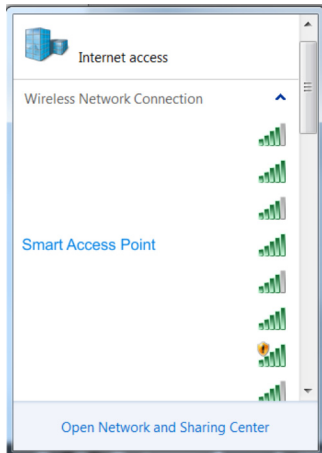 Internet access
Wireless Network Connection
Smart Access Point
Open Network and Sharing Center